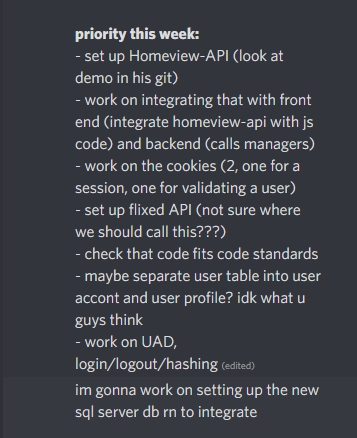 priority this week:
- set up Homeview-API (look at
demo in his git)
- work on integrating that with front
end (integrate homeview-api with js
code) and backend (calls managers)
- work on the cookies (2, one for a
session, one for validating a user)
- set up flixed API (not sure where
we should call this???)
- check that code fits code standards
- maybe separate user table into user
accont and user profile? idk what u
guys think
- work on UAD,
login/logout/hashing (edited)
im gonna work on setting up the new
sql server db rn to integrate